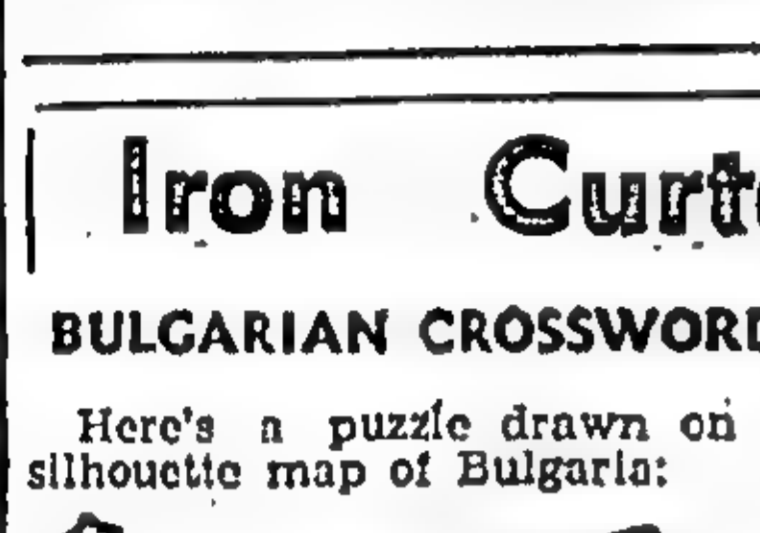 Iron Curt
BULGARIAN CROSSWORD
Here's a puzzle drawn on
silhouette map of Bulgaria: